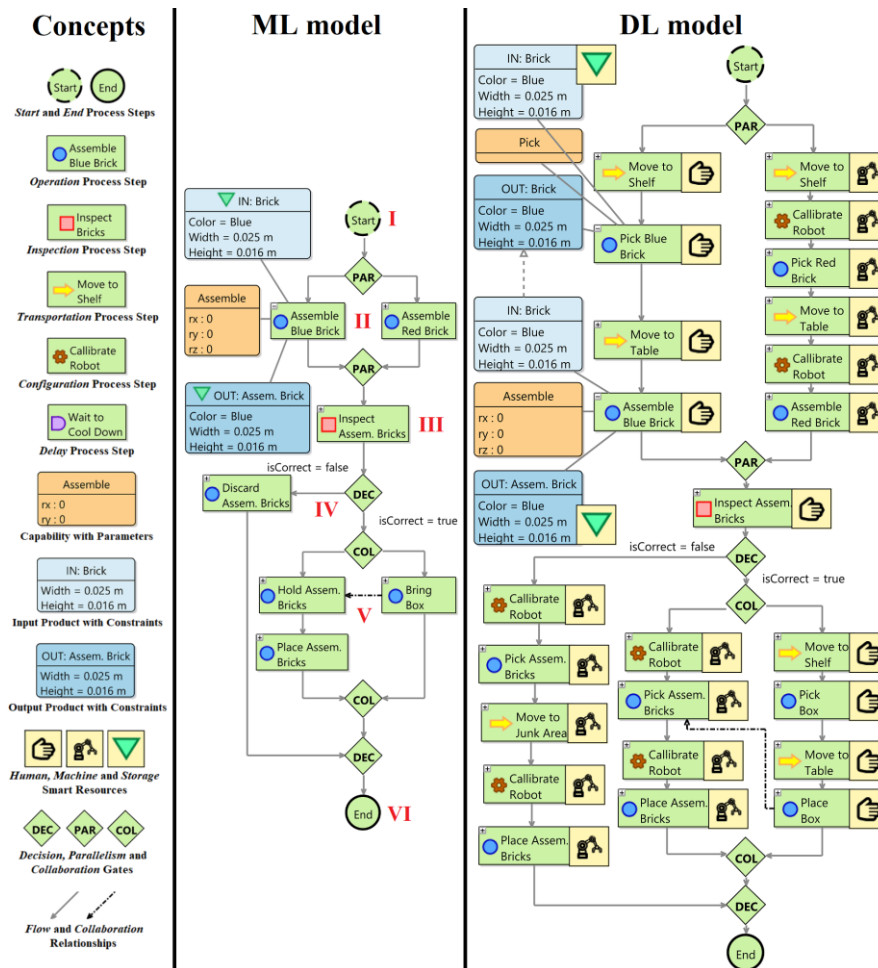 Concepts
Start
End
Start and End Process Steps
Assemble
Blue Brick
Operation Process Step
Inspect
Bricks
Inspection Process Step
Move to
Shelf
Transportation Process Step
Callibrate
Robot
Configuration Process Step
Wait to
Cool Down
Delay Process Step
Assemble
rx : 0
ry : 0
Capability with Parameters
IN: Brick
Width = 0.025 m
Height = 0.016 m
Input Product with Constraints
OUT: Assem. Brick
Width = 0.025 m
Height = 0.016 m
Output Product with Constraints
Human, Machine and Storage
Smart Resources
DEC
PAR
COL
Decision, Parallelism and
Collaboration Gates
Flow and Collaboration
Relationships
ML model
IN: Brick
Color = Blue
Width = 0.025 m
Height = 0.016 m
Start
I
PAR
Assemble
rx : 0
ry : 0
rz : 0
Assemble
Blue Brick
II
Assemble
Red Brick
PAR
OUT: Assem. Brick
Color = Blue
Width = 0.025 m
Height = 0.016 m
Inspect
Assem. Bricks
III
isCorrect = false
Discard
Assem. Bricks
IV
DEC
isCorrect = true
COL
Hold Assem.
Bricks
V
Bring
Box
Place Assem.
Bricks
COL
DEC
End
VI
DL model
IN: Brick
Color = Blue
Width = 0.025 m
Height = 0.016 m
Start
PAR
Pick
Move to
Shelf
Move to
Shelf
OUT: Brick
Color = Blue
Width = 0.025 m
Height = 0.016 m
Callibrate
Robot
Pick Blue
Brick
Pick Red
Brick
IN: Brick
Color = Blue
Width = 0.025 m
Height = 0.016 m
Move to
Table
Move to
Table
Callibrate
Robot
Assemble
rx : 0
ry : 0
rz : 0
Assemble
Blue Brick
Assemble
Red Brick
PAR
OUT: Assem. Brick
Color = Blue
Width = 0.025 m
Height = 0.016 m
Inspect Assem.
Bricks
isCorrect = false
DEC
isCorrect = true
COL
Callibrate
Robot
Pick Assem.
Bricks
Move to
Junk Area
Callibrate
Robot
Place Assem.
Bricks
Callibrate
Robot
Pick Assem.
Bricks
Callibrate
Robot
Place Assem.
Bricks
Move to
Shelf
Pick
Box
Move to
Table
Place
Box
COL
DEC
End